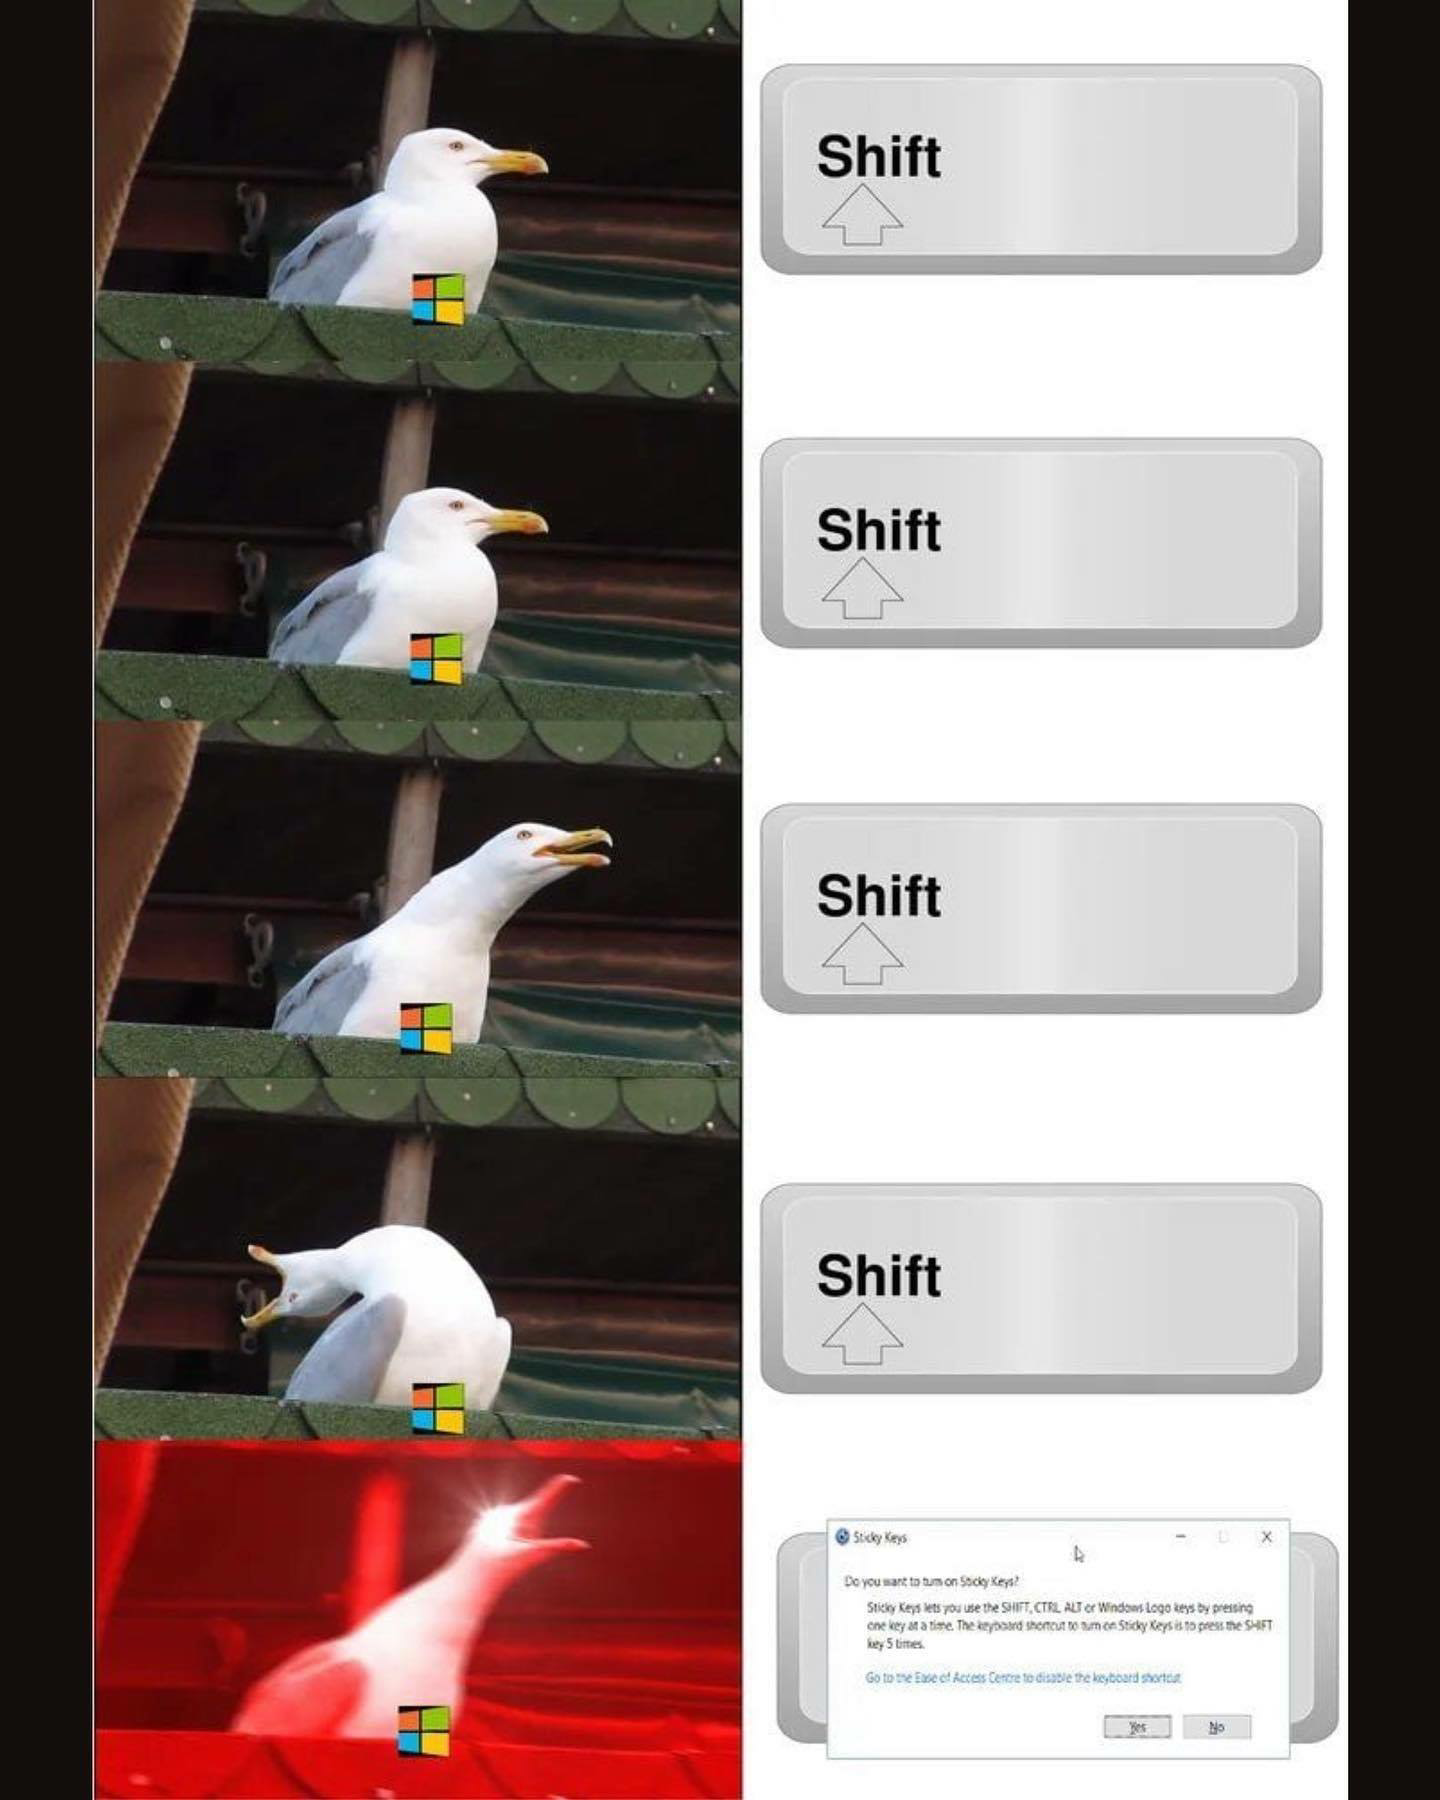 Shift
Shift
Shift
Shift
Sticky Keys
Do you want to turn on Sticky Keys?
Sticky Keys lets you use the SHIFT, CTRL, ALT or Windows Logo keys by pressing
one key at a time. The keyboard shortcut to turn on Sticky Keys is to press the SHIFT
key 5 times.
Go to the Ease of Access Centre to disable the keyboard shortcut
Yes
No